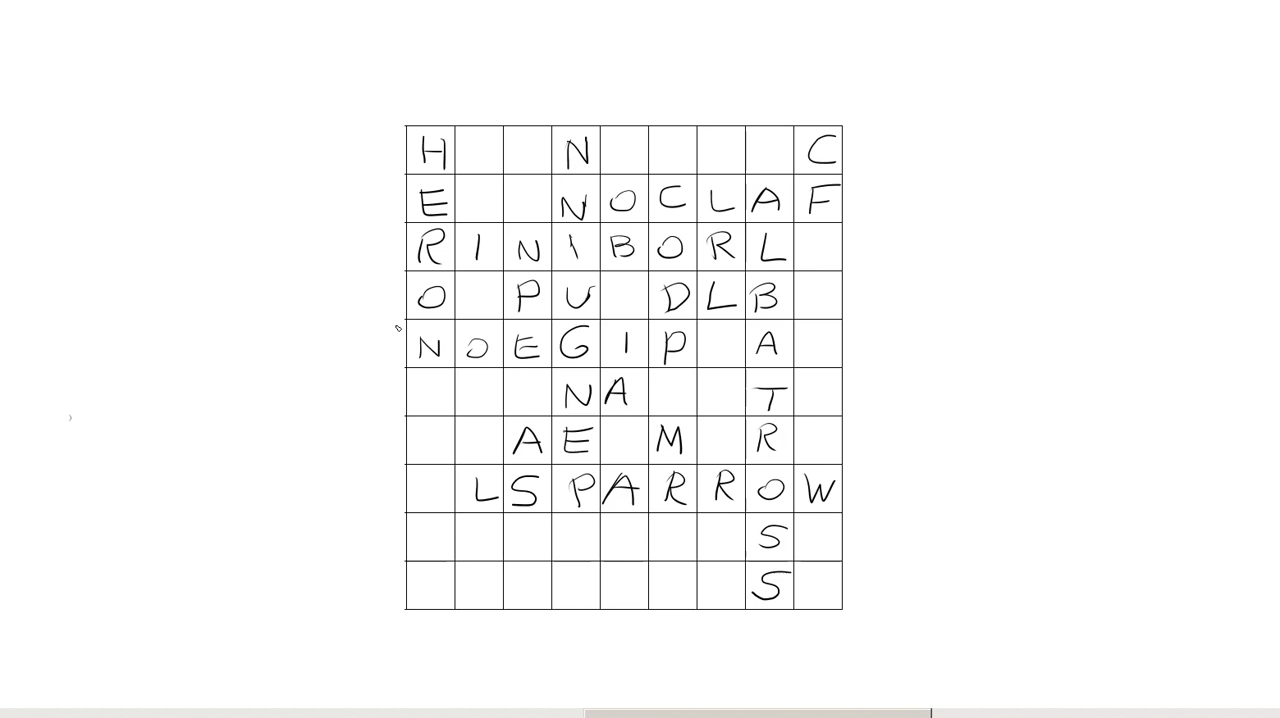 H N C
E N O C L A F
R I N I B O R L
O P U D L B
N O E G I P A
N A T
A E M R
L S P A R R O W
S
S